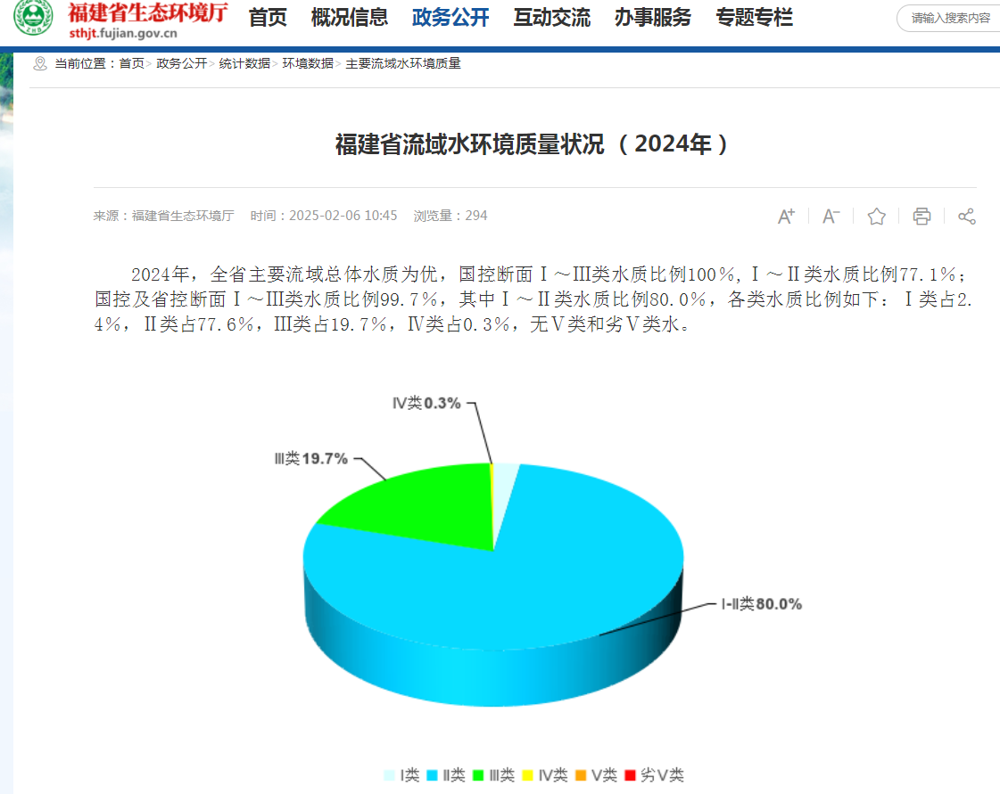 福建省生态环境厅
sthjt.fujian.gov.cn
首页 概况信息 政务公开 互动交流 办事服务 专题专栏
请输入搜索内容
当前位置：首页> 政务公开> 统计数据> 环境数据> 主要流域水环境质量
福建省流域水环境质量状况（2024年）
来源：福建省生态环境厅 时间：2025-02-06 10:45 浏览量：294
A+ A−
2024年，全省主要流域总体水质为优，国控断面Ⅰ～Ⅲ类水质比例100%,Ⅰ～Ⅱ类水质比例77.1%；
国控及省控断面Ⅰ～Ⅲ类水质比例99.7%，其中Ⅰ～Ⅱ类水质比例80.0%，各类水质比例如下：Ⅰ类占2.
4%，Ⅱ类占77.6%，Ⅲ类占19.7%，Ⅳ类占0.3%，无Ⅴ类和劣Ⅴ类水。
Ⅳ类0.3%
Ⅲ类19.7%
Ⅰ-Ⅱ类80.0%
Ⅰ类 Ⅱ类 Ⅲ类 Ⅳ类 Ⅴ类 劣Ⅴ类